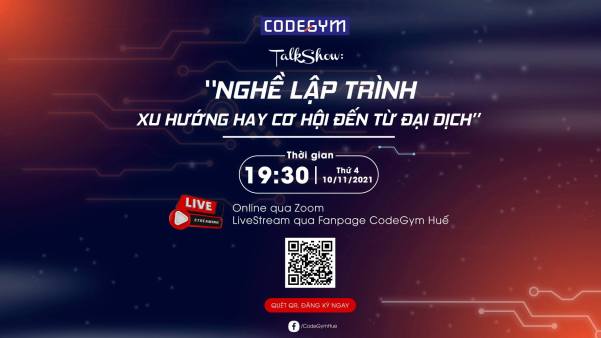 CODEGYM
TalkShow:
"NGHỀ LẬP TRÌNH
XU HƯỚNG HAY CƠ HỘI ĐẾN TỪ ĐẠI DỊCH"
Thời gian
19:30 | Thứ 4
10/11/2021
LIVE
STREAMING
Online qua Zoom
LiveStream qua Fanpage CodeGym Huế
QUÉT QR, ĐĂNG KÝ NGAY
/CodeGymHue